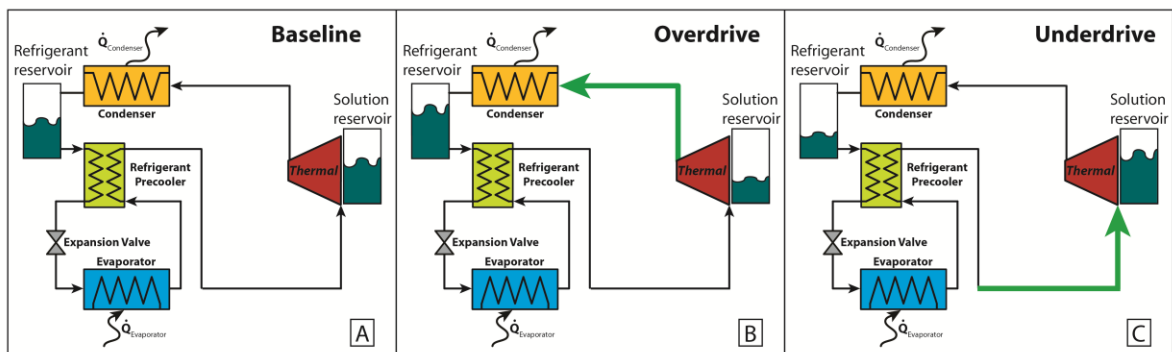 Baseline
Q̇Condenser
Refrigerant
reservoir
Condenser
Solution
reservoir
Thermal
Refrigerant
Precooler
Expansion Valve
Evaporator
Q̇Evaporator
A
Overdrive
Q̇Condenser
Refrigerant
reservoir
Condenser
Solution
reservoir
Thermal
Refrigerant
Precooler
Expansion Valve
Evaporator
Q̇Evaporator
B
Underdrive
Q̇Condenser
Refrigerant
reservoir
Condenser
Solution
reservoir
Thermal
Refrigerant
Precooler
Expansion Valve
Evaporator
Q̇Evaporator
C